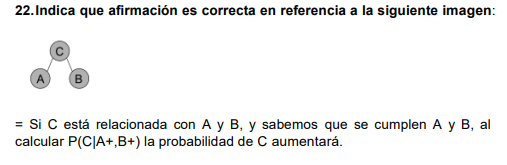 22.Indica que afirmación es correcta en referencia a la siguiente imagen:
C
A B
= Si C está relacionada con A y B, y sabemos que se cumplen A y B, al
calcular P(C|A+,B+) la probabilidad de C aumentará.